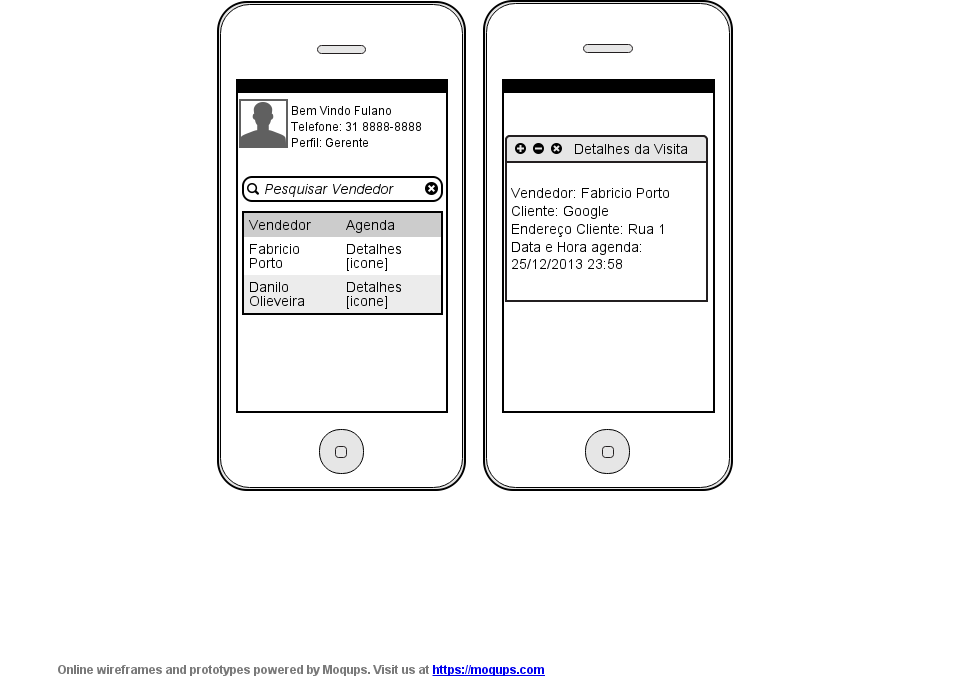 Bem Vindo Fulano
Telefone: 31 8888-8888
Perfil: Gerente
Pesquisar Vendedor
Vendedor Agenda
Fabricio Detalhes
Porto [icone]
Danilo Detalhes
Olieveira [icone]
Detalhes da Visita
Vendedor: Fabricio Porto
Cliente: Google
Endereço Cliente: Rua 1
Data e Hora agenda:
25/12/2013 23:58
Online wireframes and prototypes powered by Moqups. Visit us at https://moqups.com